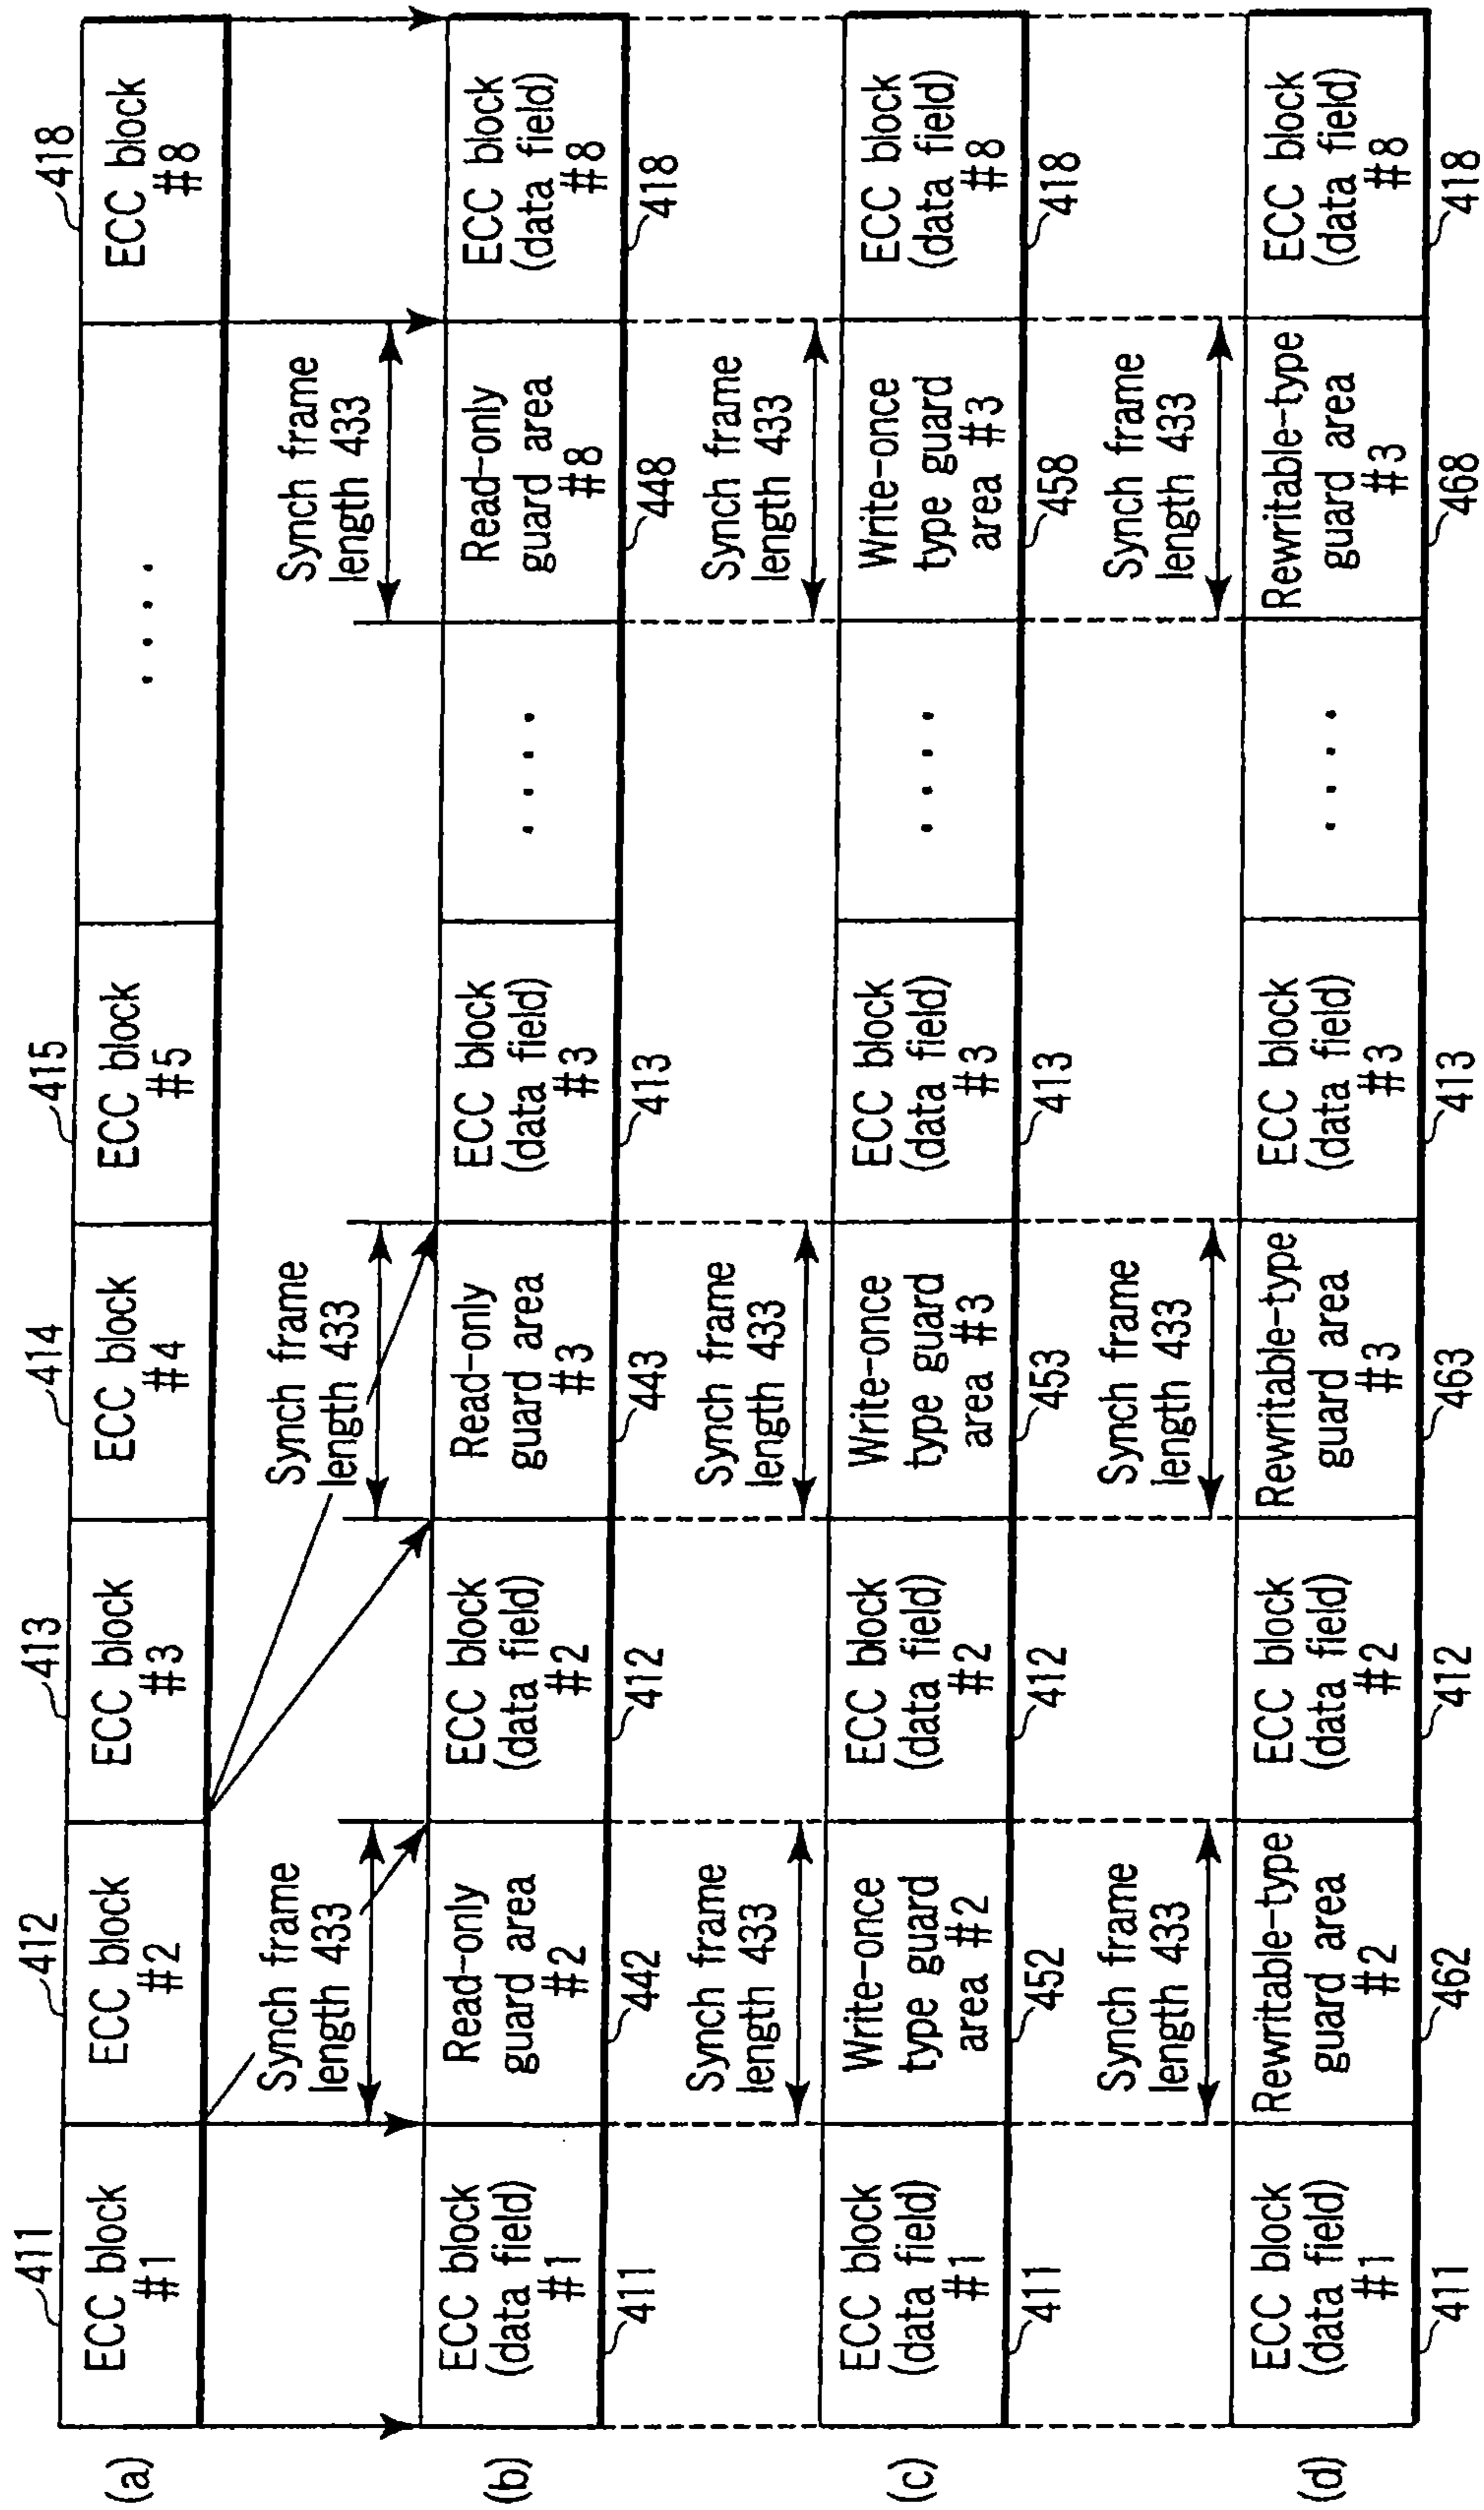 (a)
411
412
413
414
415
418
ECC block
#1
ECC block
#2
ECC block
#3
ECC block
#4
ECC block
#5
. . . .
ECC block
#8
Synch frame
length 433
Synch frame
length 433
Synch frame
length 433
(b)
ECC block
(data field)
#1
Read-only
guard area
#2
ECC block
(data field)
#2
Read-only
guard area
#3
ECC block
(data field)
#3
. . . .
Read-only
guard area
#8
ECC block
(data field)
#8
411
442
412
443
413
448
418
Synch frame
length 433
Synch frame
length 433
Synch frame
length 433
(c)
ECC block
(data field)
#1
Write-once
type guard
area #2
ECC block
(data field)
#2
Write-once
type guard
area #3
ECC block
(data field)
#3
. . . .
Write-once
type guard
area #3
ECC block
(data field)
#8
411
452
412
453
413
458
418
Synch frame
length 433
Synch frame
length 433
Synch frame
length 433
(d)
ECC block
(data field)
#1
Rewritable-type
guard area
#2
ECC block
(data field)
#2
Rewritable-type
guard area
#3
ECC block
(data field)
#3
. . . .
Rewritable-type
guard area
#3
ECC block
(data field)
#8
411
462
412
463
413
468
418